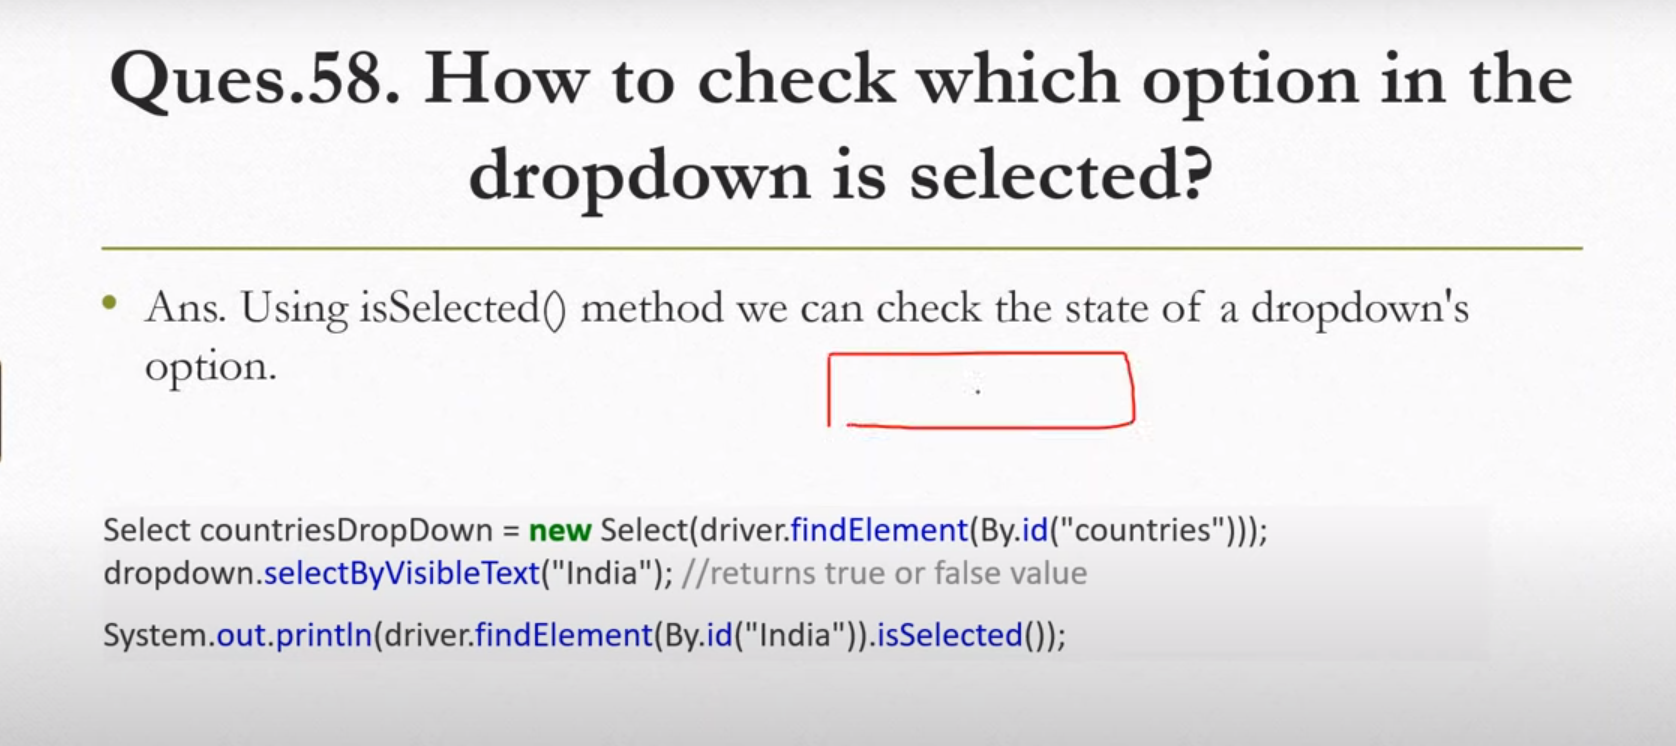 Ques.58. How to check which option in the
dropdown is selected?
• Ans. Using isSelected() method we can check the state of a dropdown's
option.
Select countriesDropDown = new Select(driver.findElement(By.id("countries")));
dropdown.selectByVisibleText("India"); //returns true or false value
System.out.println(driver.findElement(By.id("India")).isSelected());